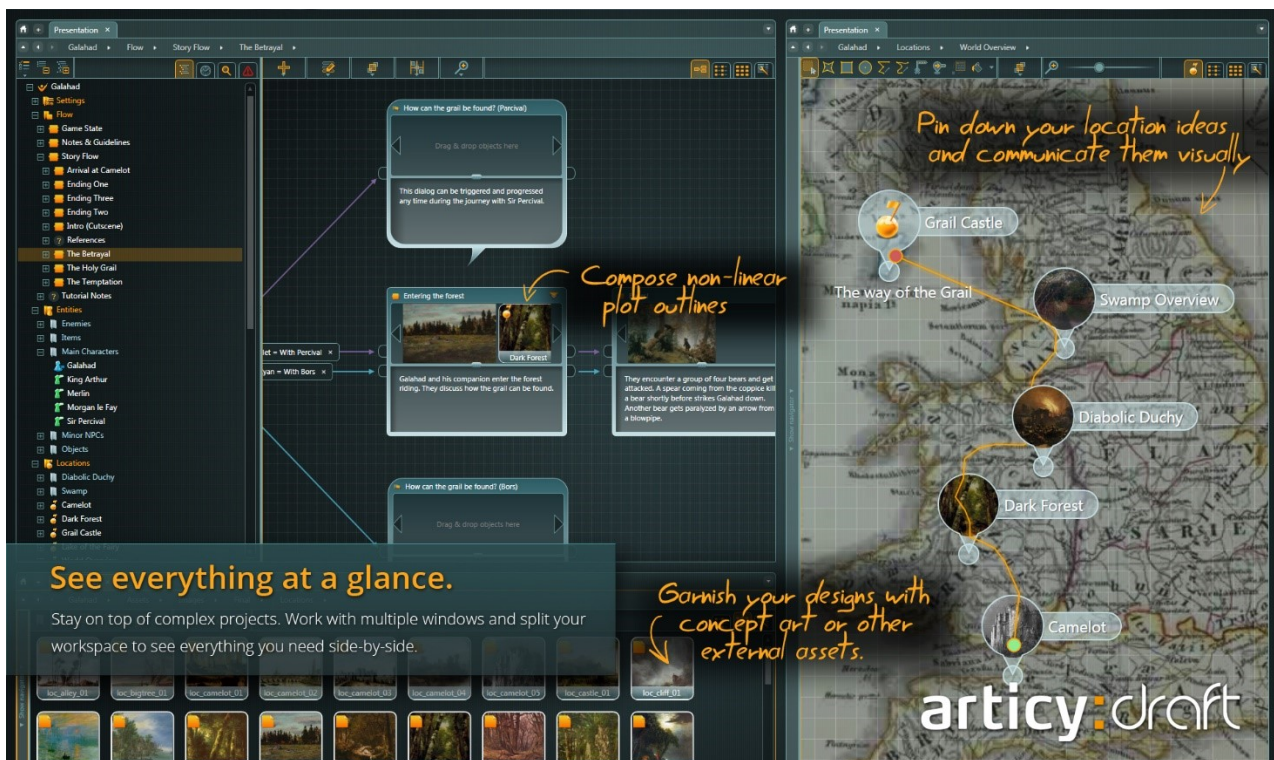 Presentation ×
Galahad
Flow
Story Flow
The Betrayal
Galahad
Settings
Flow
Game State
Notes & Guidelines
Story Flow
Arrival at Camelot
Ending One
Ending Three
Ending Two
Intro (Cutscene)
References
The Betrayal
The Holy Grail
The Temptation
Tutorial Notes
Entities
Enemies
Items
Main Characters
Galahad
King Arthur
Merlin
Morgan le Fay
Sir Percival
Minor NPCs
Objects
Locations
Diabolic Duchy
Swamp
Camelot
Dark Forest
Grail Castle
How can the grail be found? (Parcival)
Drag & drop objects here
This dialog can be triggered and progressed
any time during the journey with Sir Percival.
let = With Percival ×
yan = With Bors ×
Entering the forest
Dark Forest
Galahad and his companion enter the forest
riding. They discuss how the grail can be found.
They encounter a group of four bears and get
attacked. A spear coming from the coppice kill
a bear shortly before strikes Galahad down.
Another bear gets paralyzed by an arrow from
a blowpipe.
How can the grail be found? (Bors)
Drag & drop objects here
Compose non-linear
plot outlines
See everything at a glance.
Stay on top of complex projects. Work with multiple windows and split your
workspace to see everything you need side-by-side.
loc_alley_01
loc_bigtree_01
loc_camelot_01
loc_camelot_02
loc_camelot_03
loc_camelot_04
loc_camelot_05
loc_castle_01
loc_cliff_01
Garnish your designs with
concept art or other
external assets.
Presentation ×
Galahad
Locations
World Overview
Pin down your location ideas
and communicate them visually
Grail Castle
The way of the Grail
Swamp Overview
Diabolic Duchy
Dark Forest
Camelot
Show navigator
articy:draft